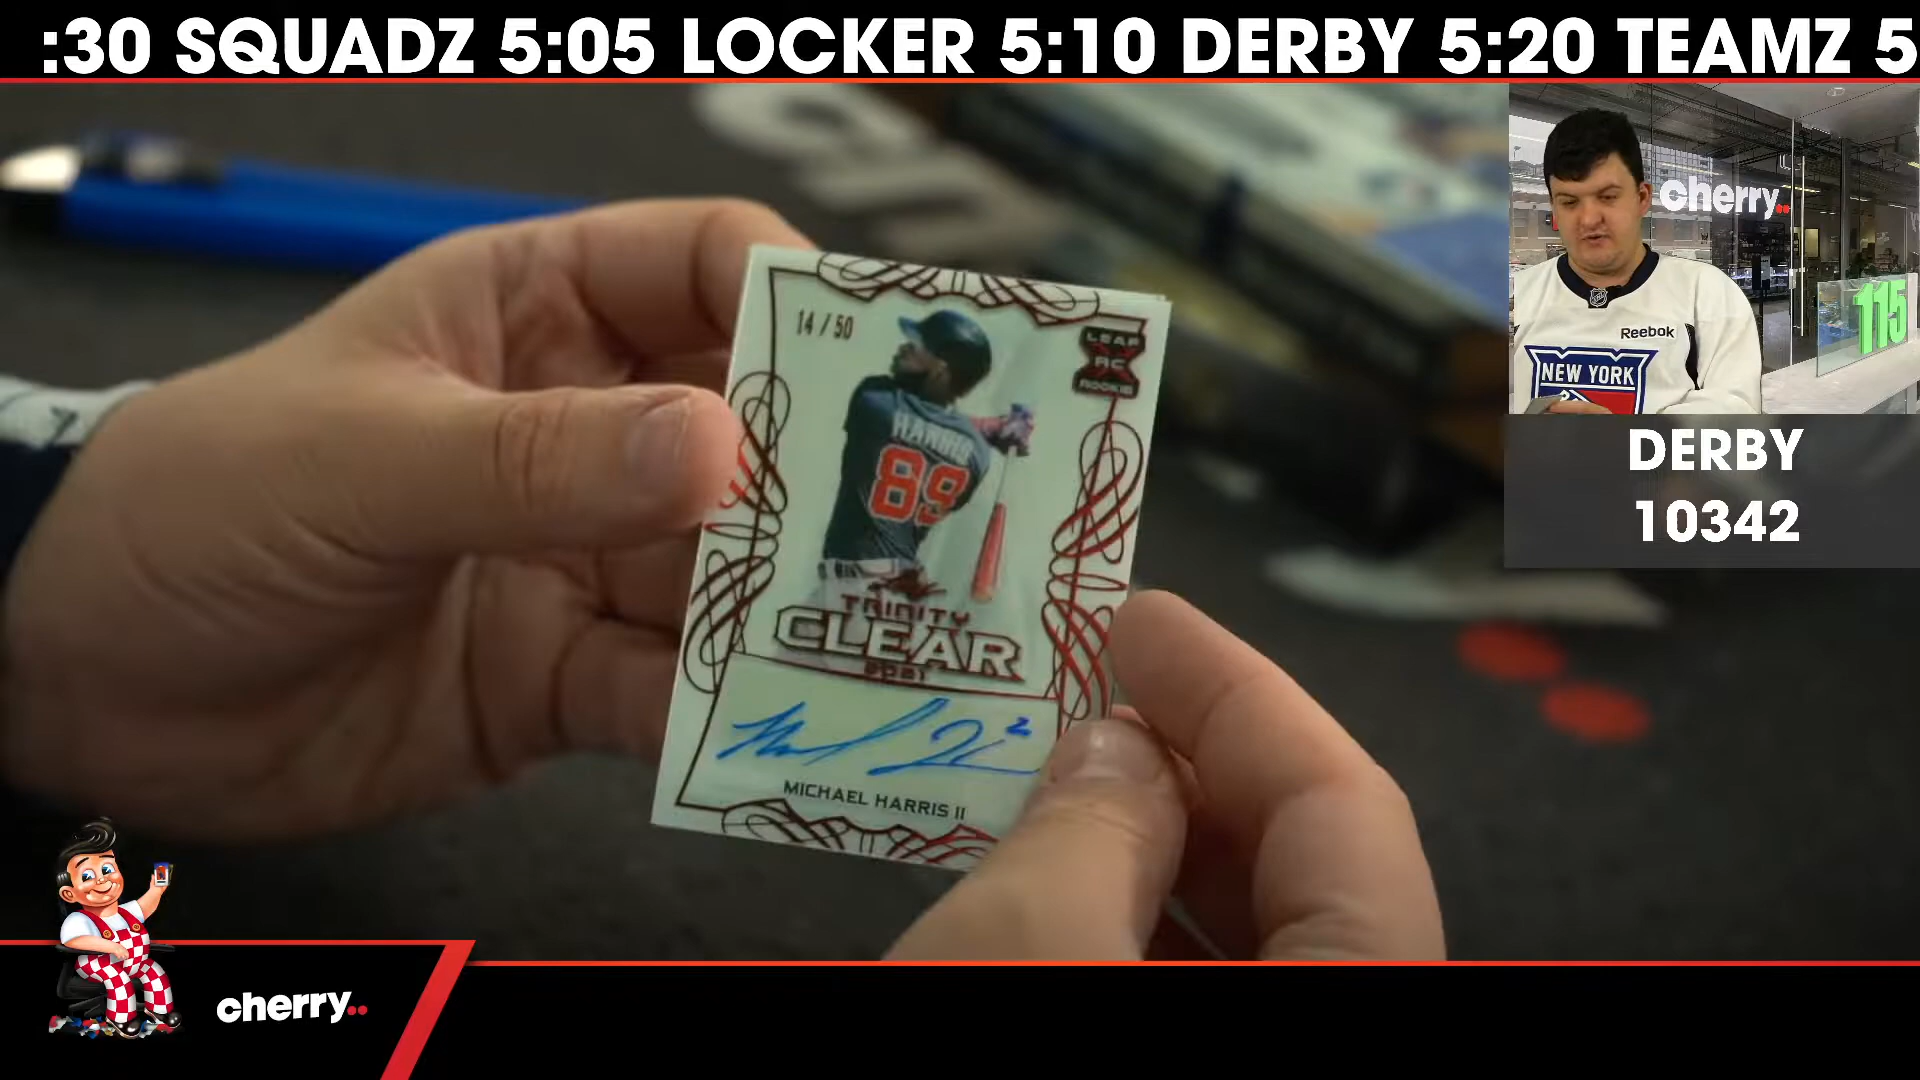 :30 SQUADZ 5:05 LOCKER 5:10 DERBY 5:20 TEAMZ 5
cherry..
115
Reebok
NEW YORK
DERBY
10342
14 / 50
LEAF
RC
ROOKIE
HARRIS
89
TRINITY
CLEAR
2021
MICHAEL HARRIS II
cherry..